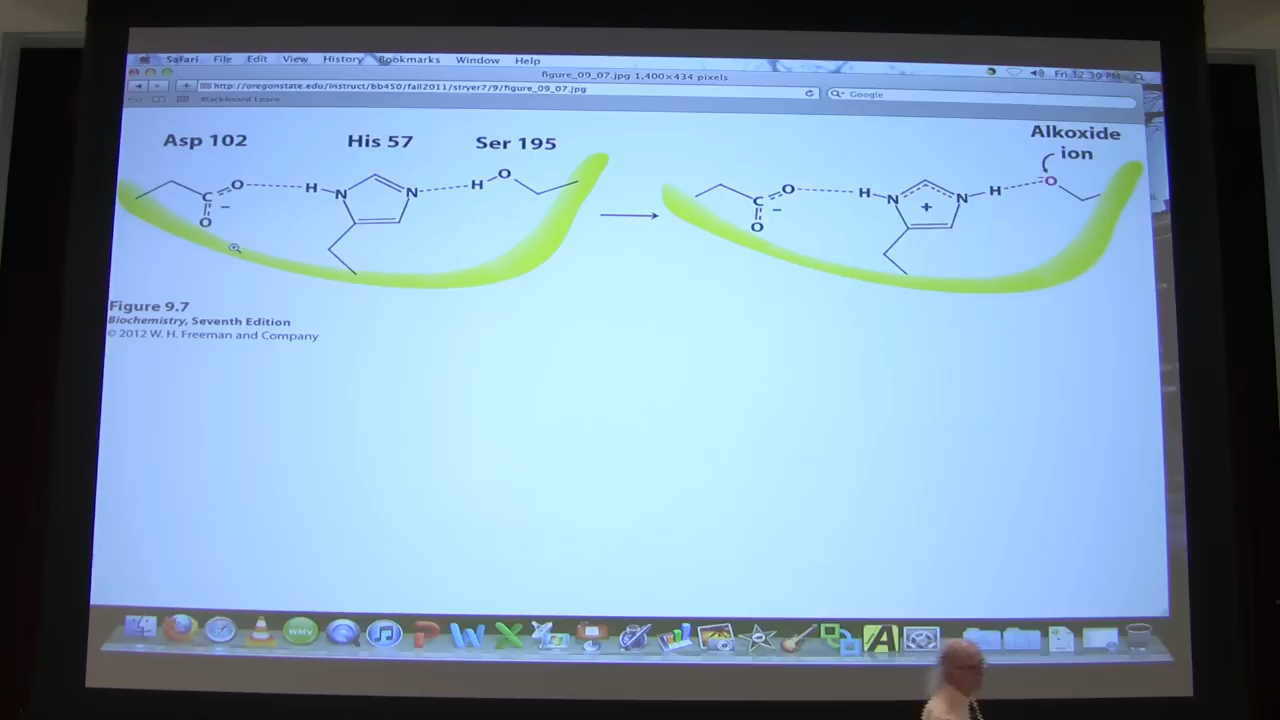 Safari File Edit View History Bookmarks Window Help
Fri 12:30 PM
figure_09_07.jpg 1,400×434 pixels
http://oregonstate.edu/instruct/bb450/fall2011/stryer7/9/figure_09_07.jpg
Google
Blackboard Learn
Asp 102 His 57 Ser 195
Alkoxide
ion
O H N N H O
C −
O
O H N N H −O
C − +
O
Figure 9.7
Biochemistry, Seventh Edition
© 2012 W. H. Freeman and Company
WMV